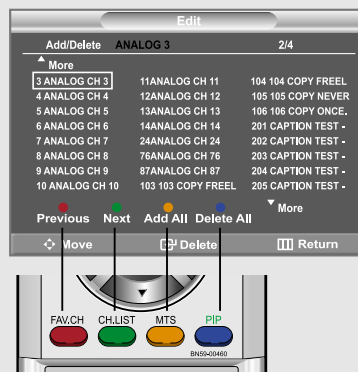 Edit
Add/Delete ANALOG 3 2/4
More
3 ANALOG CH 3 11ANALOG CH 11 104 104 COPY FREEL
4 ANALOG CH 4 12ANALOG CH 12 105 105 COPY NEVER
5 ANALOG CH 5 13ANALOG CH 13 106 106 COPY ONCE.
6 ANALOG CH 6 14ANALOG CH 14 201 CAPTION TEST -
7 ANALOG CH 7 24ANALOG CH 24 202 CAPTION TEST -
8 ANALOG CH 8 76ANALOG CH 76 203 CAPTION TEST -
9 ANALOG CH 9 87ANALOG CH 87 204 CAPTION TEST -
10 ANALOG CH 10 103 103 COPY FREEL 205 CAPTION TEST -
More
Previous Next Add All Delete All
Move Delete Return
FAV.CH CH.LIST MTS PIP
BN59-00460